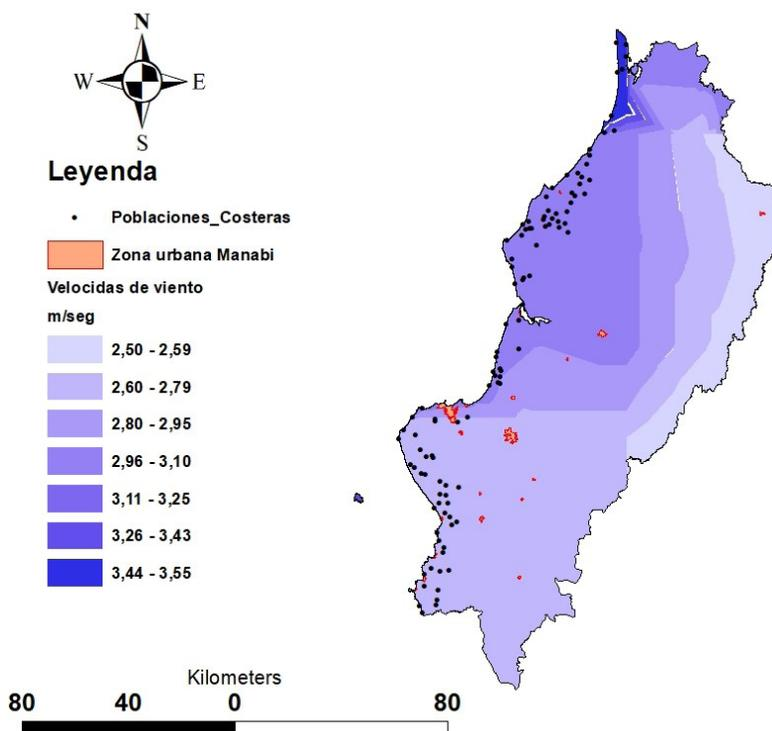 N
W E
S
Leyenda
Poblaciones_Costeras
Zona urbana Manabi
Velocidas de viento
m/seg
2,50 - 2,59
2,60 - 2,79
2,80 - 2,95
2,96 - 3,10
3,11 - 3,25
3,26 - 3,43
3,44 - 3,55
Kilometers
80 40 0 80